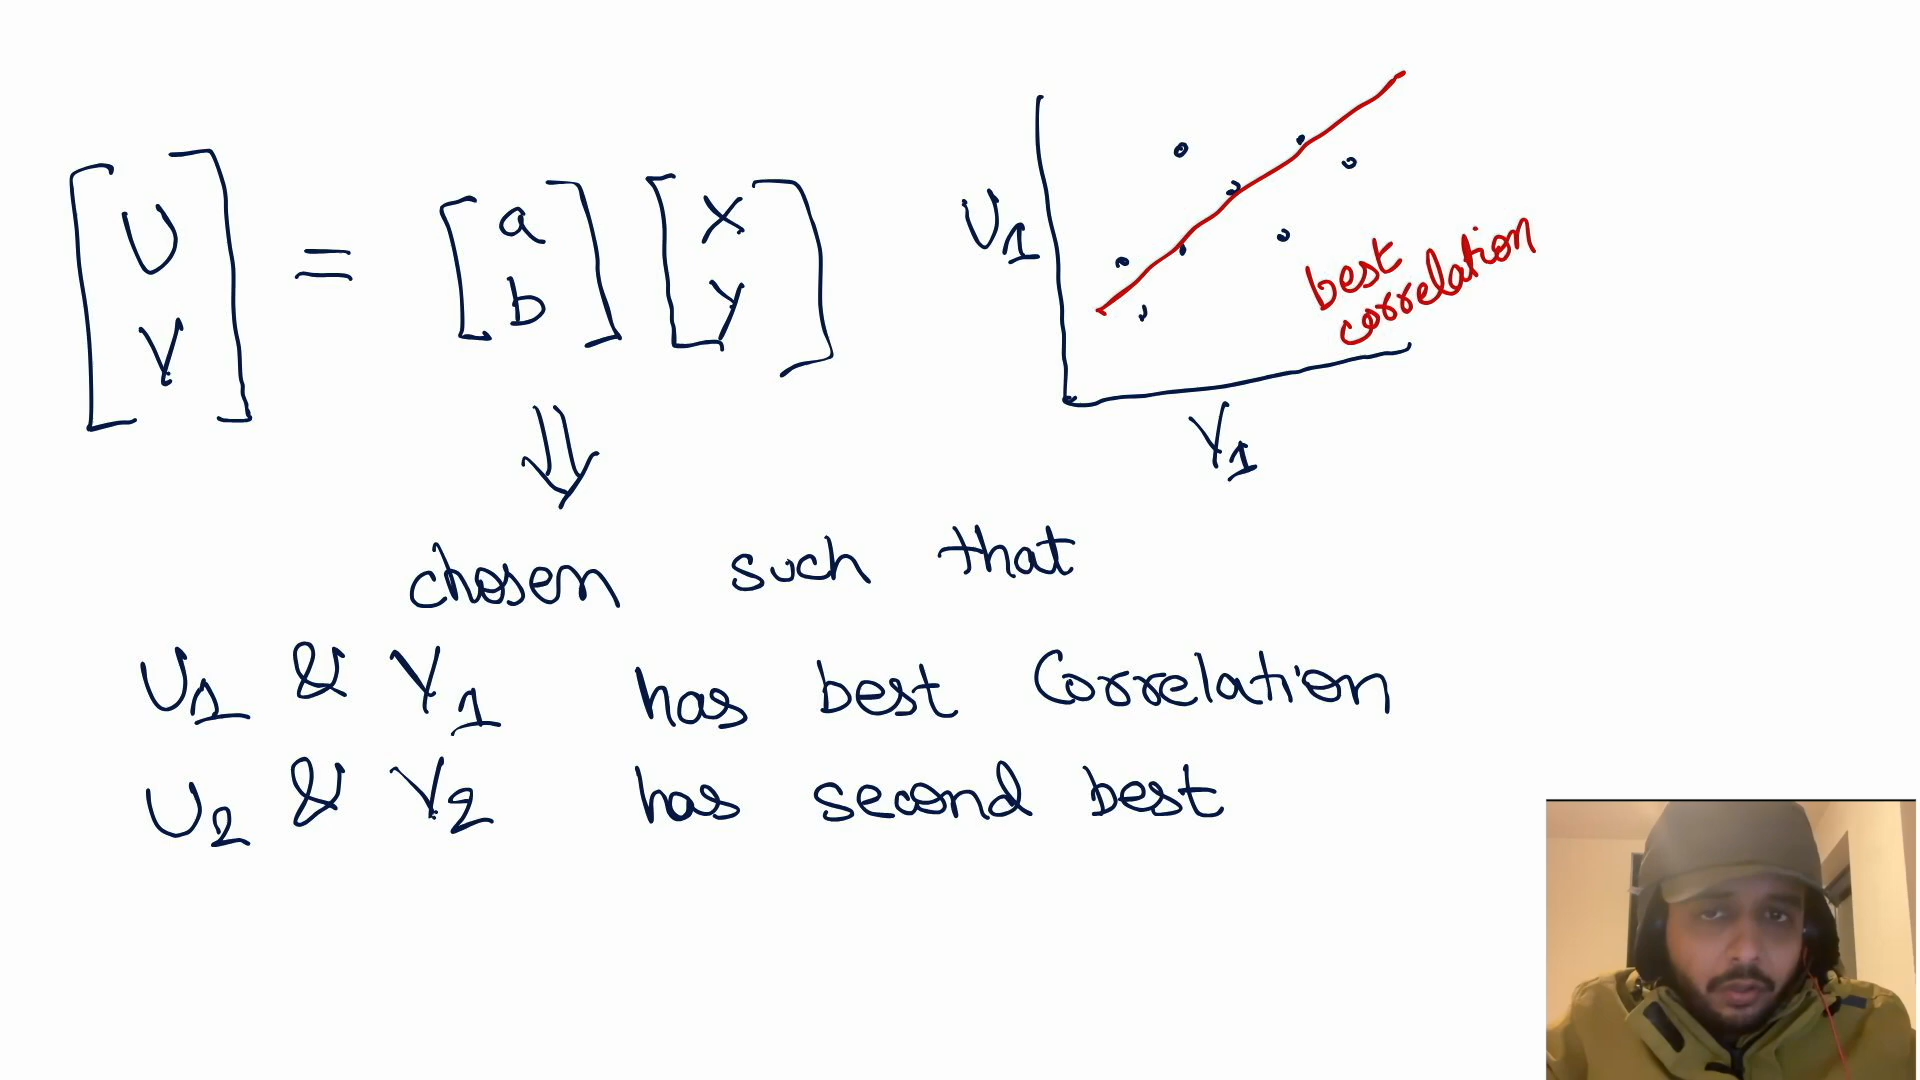 [U V] = [a b] [x y]
U1
Y1
best
correlation
chosen such that
U1 & Y1 has best Correlation
U2 & Y2 has second best